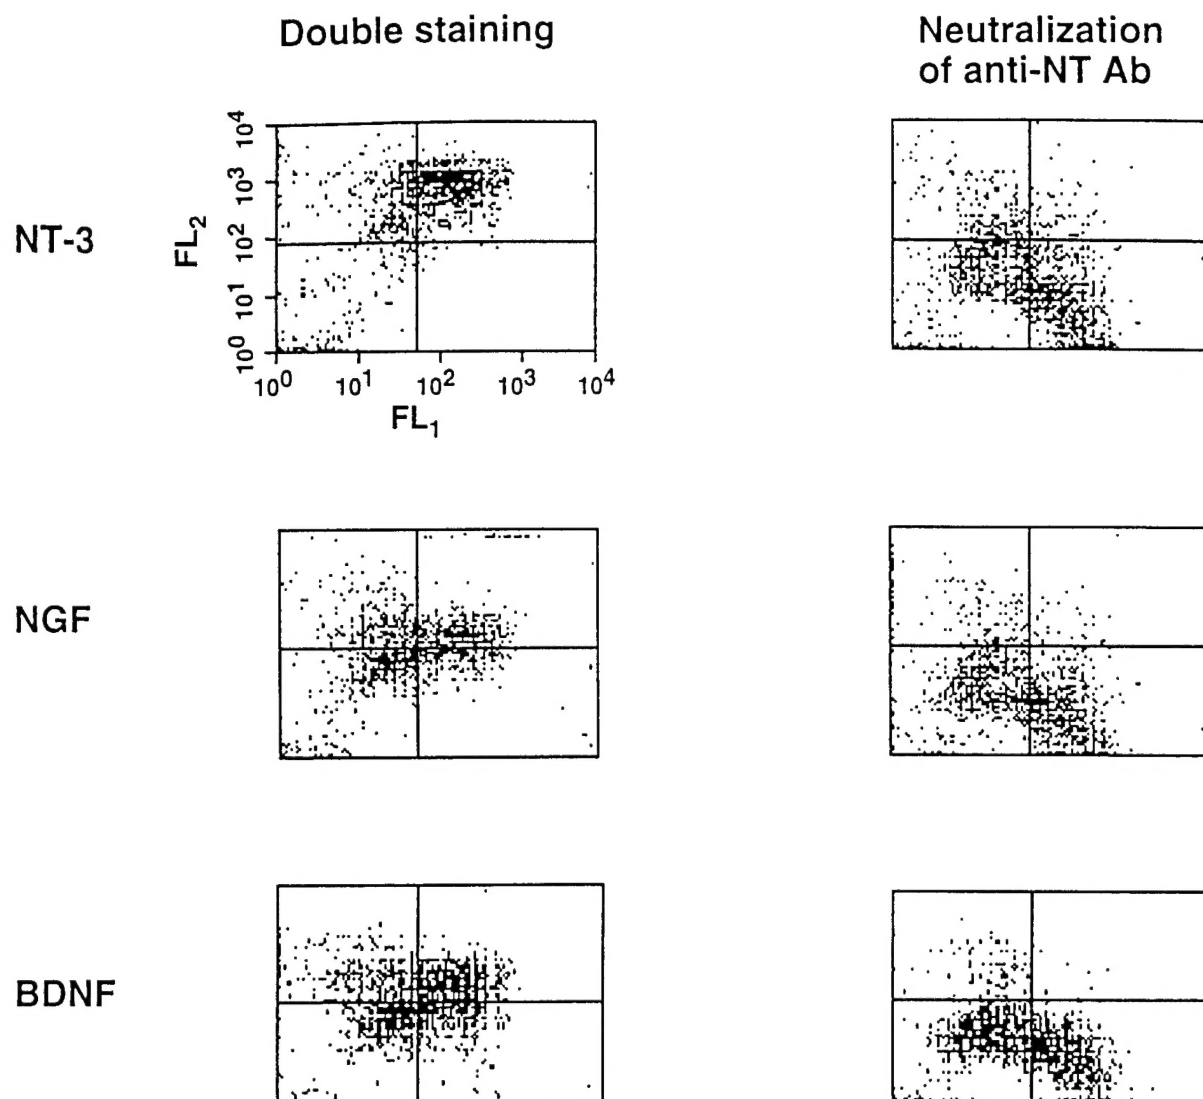 Double staining
Neutralization
of anti-NT Ab
NT-3
FL2
10^4
10^3
10^2
10^1
10^0
10^0 10^1 10^2 10^3 10^4
FL1
NGF
BDNF